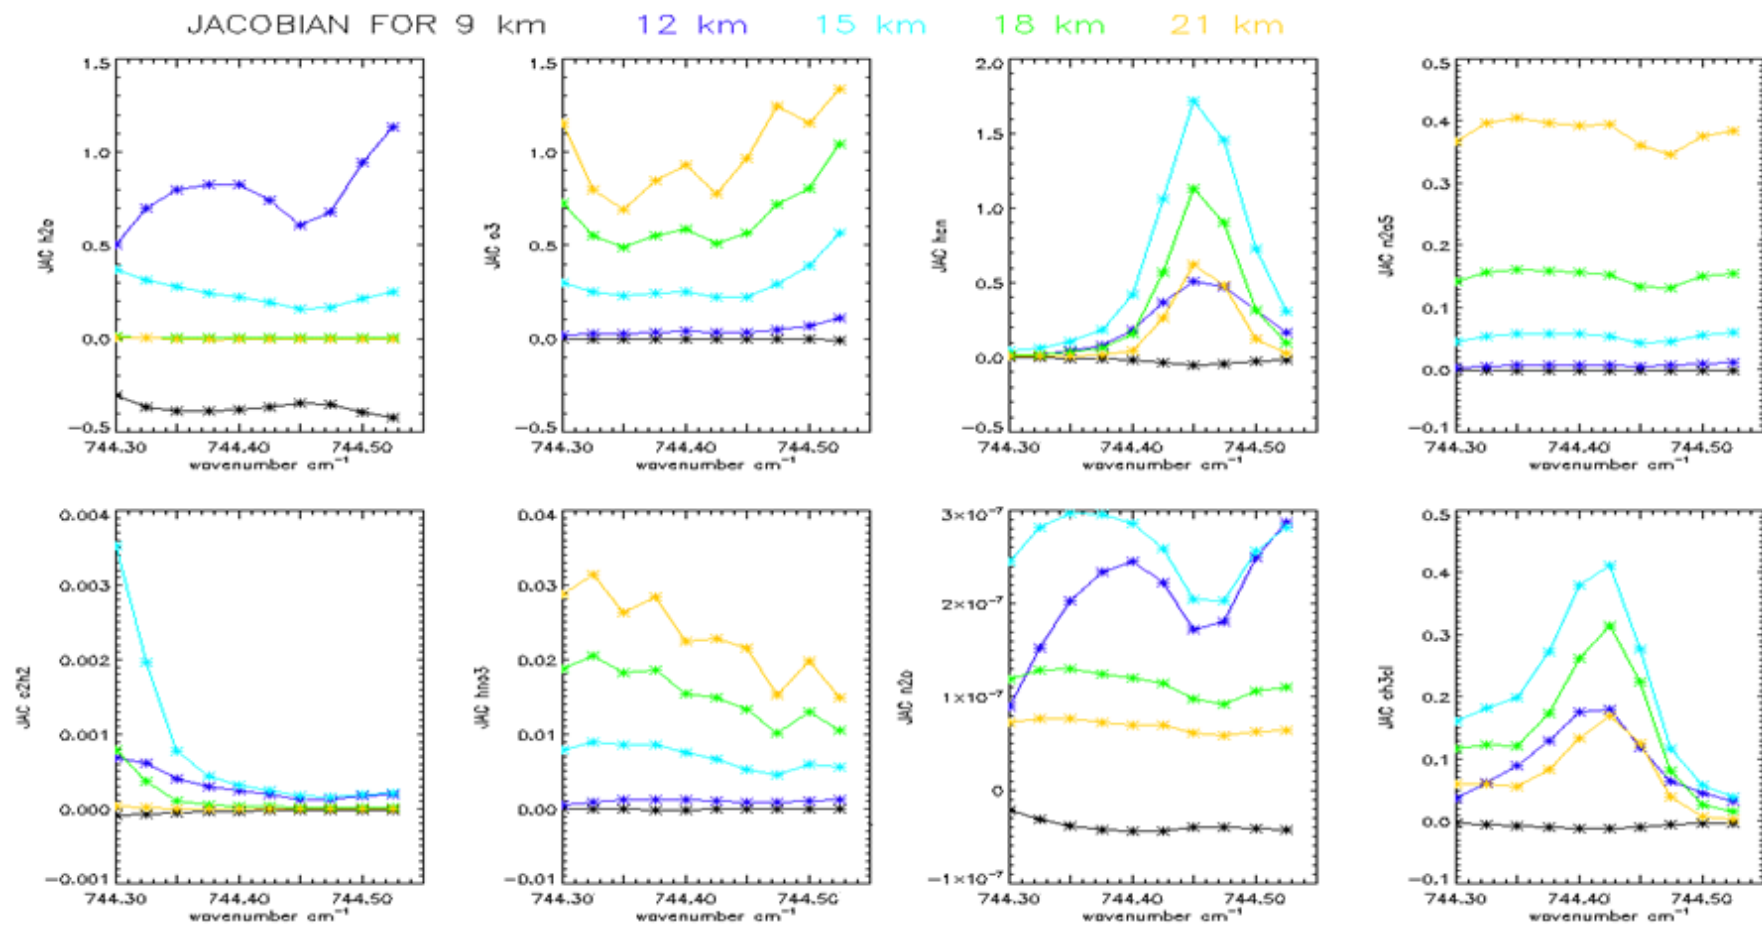 JACOBIAN FOR 9 km 12 km 15 km 18 km 21 km
1.5 1.5 2.0 0.5
1.0 1.0 1.5 0.4
0.5 0.5 1.0 0.3
0.0 0.0 0.5 0.2
-0.5 -0.5 0.0 0.1
-0.5 0.0
-0.1
JAC h2o JAC o3 JAC hcn JAC n2o5
744.30 744.40 744.50 744.30 744.40 744.50 744.30 744.40 744.50 744.30 744.40 744.50
wavenumber cm⁻¹ wavenumber cm⁻¹ wavenumber cm⁻¹ wavenumber cm⁻¹
0.004 0.04 3×10⁻⁷ 0.5
0.003 0.03 2×10⁻⁷ 0.4
0.002 0.02 1×10⁻⁷ 0.3
0.001 0.01 0 0.2
0.000 0.00 -1×10⁻⁷ 0.1
-0.001 -0.01 0.0
-0.1
JAC c2h2 JAC hno3 JAC n2o JAC ch3cl
744.30 744.40 744.50 744.30 744.40 744.50 744.30 744.40 744.50 744.30 744.40 744.50
wavenumber cm⁻¹ wavenumber cm⁻¹ wavenumber cm⁻¹ wavenumber cm⁻¹